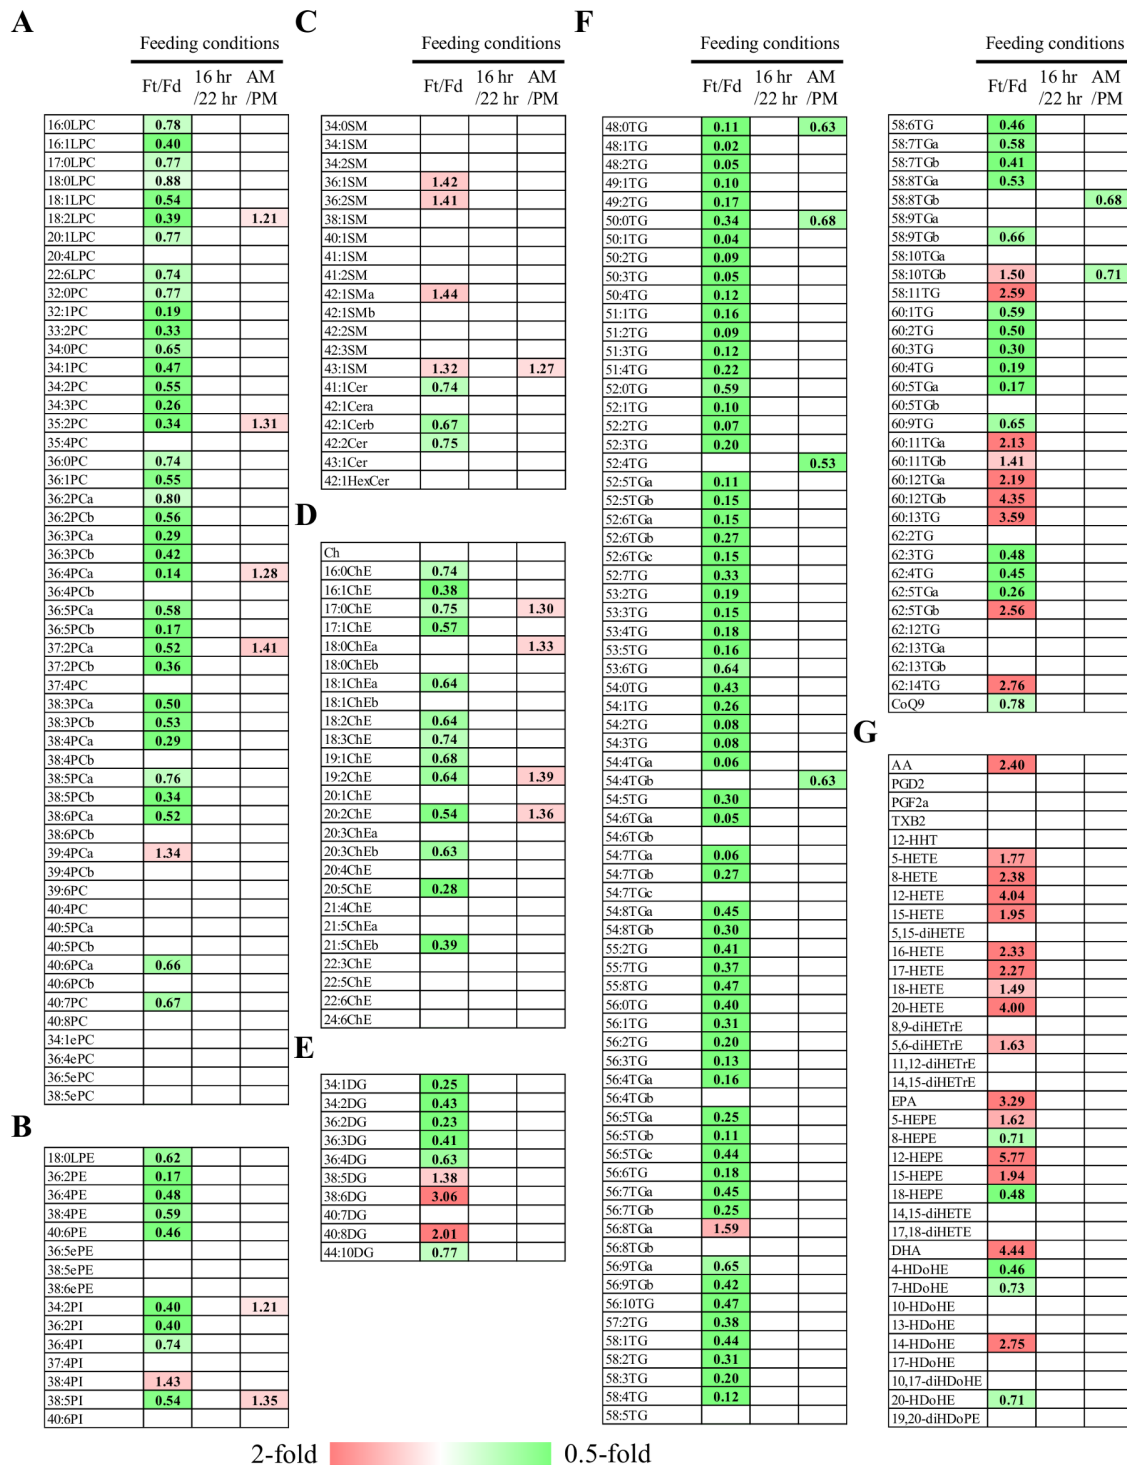 A
Feeding conditions
Ft/Fd 16 hr /22 hr AM /PM
16:0LPC 0.78
16:1LPC 0.40
17:0LPC 0.77
18:0LPC 0.88
18:1LPC 0.54
18:2LPC 0.39 1.21
20:1LPC 0.77
20:4LPC
22:6LPC 0.74
32:0PC 0.77
32:1PC 0.19
33:2PC 0.33
34:0PC 0.65
34:1PC 0.47
34:2PC 0.55
34:3PC 0.26
35:2PC 0.34 1.31
35:4PC
36:0PC 0.74
36:1PC 0.55
36:2PCa 0.80
36:2PCb 0.56
36:3PCa 0.29
36:3PCb 0.42
36:4PCa 0.14 1.28
36:4PCb
36:5PCa 0.58
36:5PCb 0.17
37:2PCa 0.52 1.41
37:2PCb 0.36
37:4PC
38:3PCa 0.50
38:3PCb 0.53
38:4PCa 0.29
38:4PCb
38:5PCa 0.76
38:5PCb 0.34
38:6PCa 0.52
38:6PCb
39:4PCa 1.34
39:4PCb
39:6PC
40:4PC
40:5PCa
40:5PCb
40:6PCa 0.66
40:6PCb
40:7PC 0.67
40:8PC
34:1ePC
36:4ePC
36:5ePC
38:5ePC
B
18:0LPE 0.62
36:2PE 0.17
36:4PE 0.48
38:4PE 0.59
40:6PE 0.46
36:5ePE
38:5ePE
38:6ePE
34:2PI 0.40 1.21
36:2PI 0.40
36:4PI 0.74
37:4PI
38:4PI 1.43
38:5PI 0.54 1.35
40:6PI
C
Feeding conditions
Ft/Fd 16 hr /22 hr AM /PM
34:0SM
34:1SM
34:2SM
36:1SM 1.42
36:2SM 1.41
38:1SM
40:1SM
41:1SM
41:2SM
42:1SMa 1.44
42:1SMb
42:2SM
42:3SM
43:1SM 1.32 1.27
41:1Cer 0.74
42:1Cera
42:1Cerb 0.67
42:2Cer 0.75
43:1Cer
42:1HexCer
D
Ch
16:0ChE 0.74
16:1ChE 0.38
17:0ChE 0.75 1.30
17:1ChE 0.57
18:0ChEa 1.33
18:0ChEb
18:1ChEa 0.64
18:1ChEb
18:2ChE 0.64
18:3ChE 0.74
19:1ChE 0.68
19:2ChE 0.64 1.39
20:1ChE
20:2ChE 0.54 1.36
20:3ChEa
20:3ChEb 0.63
20:4ChE
20:5ChE 0.28
21:4ChE
21:5ChEa
21:5ChEb 0.39
22:3ChE
22:5ChE
22:6ChE
24:6ChE
E
34:1DG 0.25
34:2DG 0.43
36:2DG 0.23
36:3DG 0.41
36:4DG 0.63
38:5DG 1.38
38:6DG 3.06
40:7DG
40:8DG 2.01
44:10DG 0.77
F
Feeding conditions
Ft/Fd 16 hr /22 hr AM /PM
48:0TG 0.11 0.63
48:1TG 0.02
48:2TG 0.05
49:1TG 0.10
49:2TG 0.17
50:0TG 0.34 0.68
50:1TG 0.04
50:2TG 0.09
50:3TG 0.05
50:4TG 0.12
51:1TG 0.16
51:2TG 0.09
51:3TG 0.12
51:4TG 0.22
52:0TG 0.59
52:1TG 0.10
52:2TG 0.07
52:3TG 0.20
52:4TG 0.53
52:5TGa 0.11
52:5TGb 0.15
52:6TGa 0.15
52:6TGb 0.27
52:6TGc 0.15
52:7TG 0.33
53:2TG 0.19
53:3TG 0.15
53:4TG 0.18
53:5TG 0.16
53:6TG 0.64
54:0TG 0.43
54:1TG 0.26
54:2TG 0.08
54:3TG 0.08
54:4TGa 0.06
54:4TGb 0.63
54:5TG 0.30
54:6TGa 0.05
54:6TGb
54:7TGa 0.06
54:7TGb 0.27
54:7TGc
54:8TGa 0.45
54:8TGb 0.30
55:2TG 0.41
55:7TG 0.37
55:8TG 0.47
56:0TG 0.40
56:1TG 0.31
56:2TG 0.20
56:3TG 0.13
56:4TGa 0.16
56:4TGb
56:5TGa 0.25
56:5TGb 0.11
56:5TGc 0.44
56:6TG 0.18
56:7TGa 0.45
56:7TGb 0.25
56:8TGa 1.59
56:8TGb
56:9TGa 0.65
56:9TGb 0.42
56:10TG 0.47
57:2TG 0.38
58:1TG 0.44
58:2TG 0.31
58:3TG 0.20
58:4TG 0.12
58:5TG
Feeding conditions
Ft/Fd 16 hr /22 hr AM /PM
58:6TG 0.46
58:7TGa 0.58
58:7TGb 0.41
58:8TGa 0.53
58:8TGb 0.68
58:9TGa
58:9TGb 0.66
58:10TGa
58:10TGb 1.50 0.71
58:11TG 2.59
60:1TG 0.59
60:2TG 0.50
60:3TG 0.30
60:4TG 0.19
60:5TGa 0.17
60:5TGb
60:9TG 0.65
60:11TGa 2.13
60:11TGb 1.41
60:12TGa 2.19
60:12TGb 4.35
60:13TG 3.59
62:2TG
62:3TG 0.48
62:4TG 0.45
62:5TGa 0.26
62:5TGb 2.56
62:12TG
62:13TGa
62:13TGb
62:14TG 2.76
CoQ9 0.78
G
AA 2.40
PGD2
PGF2a
TXB2
12-HHT
5-HETE 1.77
8-HETE 2.38
12-HETE 4.04
15-HETE 1.95
5,15-diHETE
16-HETE 2.33
17-HETE 2.27
18-HETE 1.49
20-HETE 4.00
8,9-diHETrE
5,6-diHETrE 1.63
11,12-diHETrE
14,15-diHETrE
EPA 3.29
5-HEPE 1.62
8-HEPE 0.71
12-HEPE 5.77
15-HEPE 1.94
18-HEPE 0.48
14,15-diHETE
17,18-diHETE
DHA 4.44
4-HDoHE 0.46
7-HDoHE 0.73
10-HDoHE
13-HDoHE
14-HDoHE 2.75
17-HDoHE
10,17-diHDoHE
20-HDoHE 0.71
19,20-diHDoPE
2-fold 0.5-fold